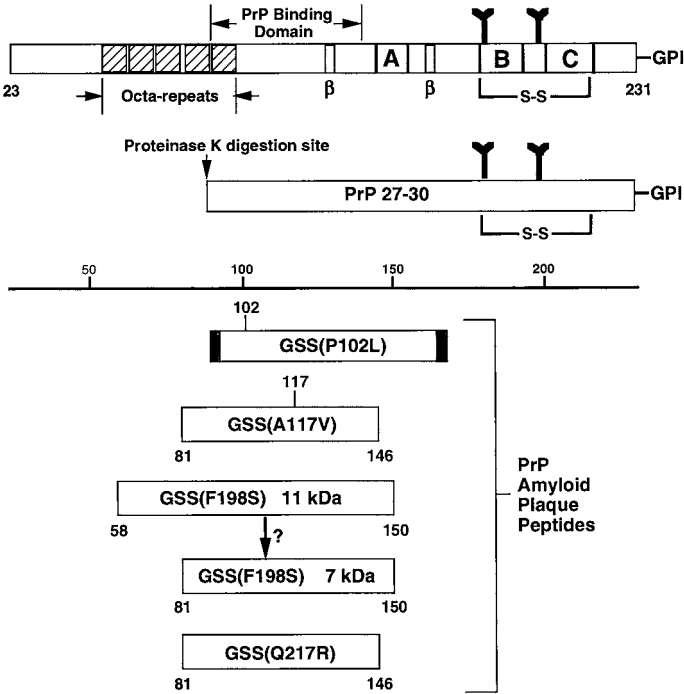 PrP Binding
Domain
A B C GPI
23 Octa-repeats β β S-S 231
Proteinase K digestion site
PrP 27-30 GPI
S-S
50 100 150 200
102
GSS(P102L)
117
GSS(A117V)
81 146
GSS(F198S) 11 kDa
58 150
?
GSS(F198S) 7 kDa
81 150
GSS(Q217R)
81 146
PrP
Amyloid
Plaque
Peptides